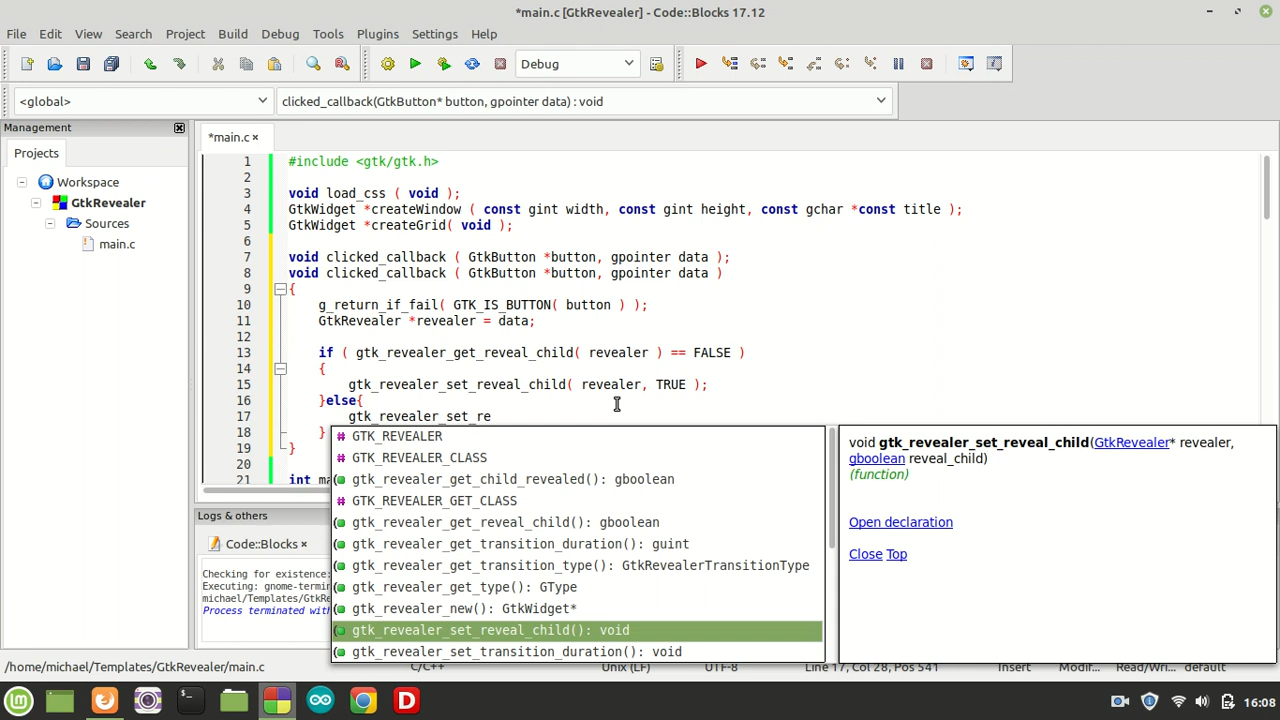 *main.c [GtkRevealer] - Code::Blocks 17.12
File Edit View Search Project Build Debug Tools Plugins Settings Help
Debug
<global>
clicked_callback(GtkButton* button, gpointer data) : void
Management
Projects
Workspace
GtkRevealer
Sources
main.c
*main.c
1 #include <gtk/gtk.h>
2
3 void load_css ( void );
4 GtkWidget *createWindow ( const gint width, const gint height, const gchar *const title );
5 GtkWidget *createGrid( void );
6
7 void clicked_callback ( GtkButton *button, gpointer data );
8 void clicked_callback ( GtkButton *button, gpointer data )
9 {
10 g_return_if_fail( GTK_IS_BUTTON( button ) );
11 GtkRevealer *revealer = data;
12
13 if ( gtk_revealer_get_reveal_child( revealer ) == FALSE )
14 {
15 gtk_revealer_set_reveal_child( revealer, TRUE );
16 }else{
17 gtk_revealer_set_re
18 }
19 }
20
21 int ma
GTK_REVEALER
GTK_REVEALER_CLASS
gtk_revealer_get_child_revealed(): gboolean
GTK_REVEALER_GET_CLASS
gtk_revealer_get_reveal_child(): gboolean
gtk_revealer_get_transition_duration(): guint
gtk_revealer_get_transition_type(): GtkRevealerTransitionType
gtk_revealer_get_type(): GType
gtk_revealer_new(): GtkWidget*
gtk_revealer_set_reveal_child(): void
gtk_revealer_set_transition_duration(): void
void gtk_revealer_set_reveal_child(GtkRevealer* revealer,
gboolean reveal_child)
(function)
Open declaration
Close Top
Logs & others
Code::Blocks
Checking for existence:
Executing: gnome-termin
michael/Templates/GtkRe
Process terminated with
/home/michael/Templates/GtkRevealer/main.c
C/C++
Unix (LF)
UTF-8
Line 17, Col 28, Pos 541
Insert
Modif...
Read/Wri...
default
16:08